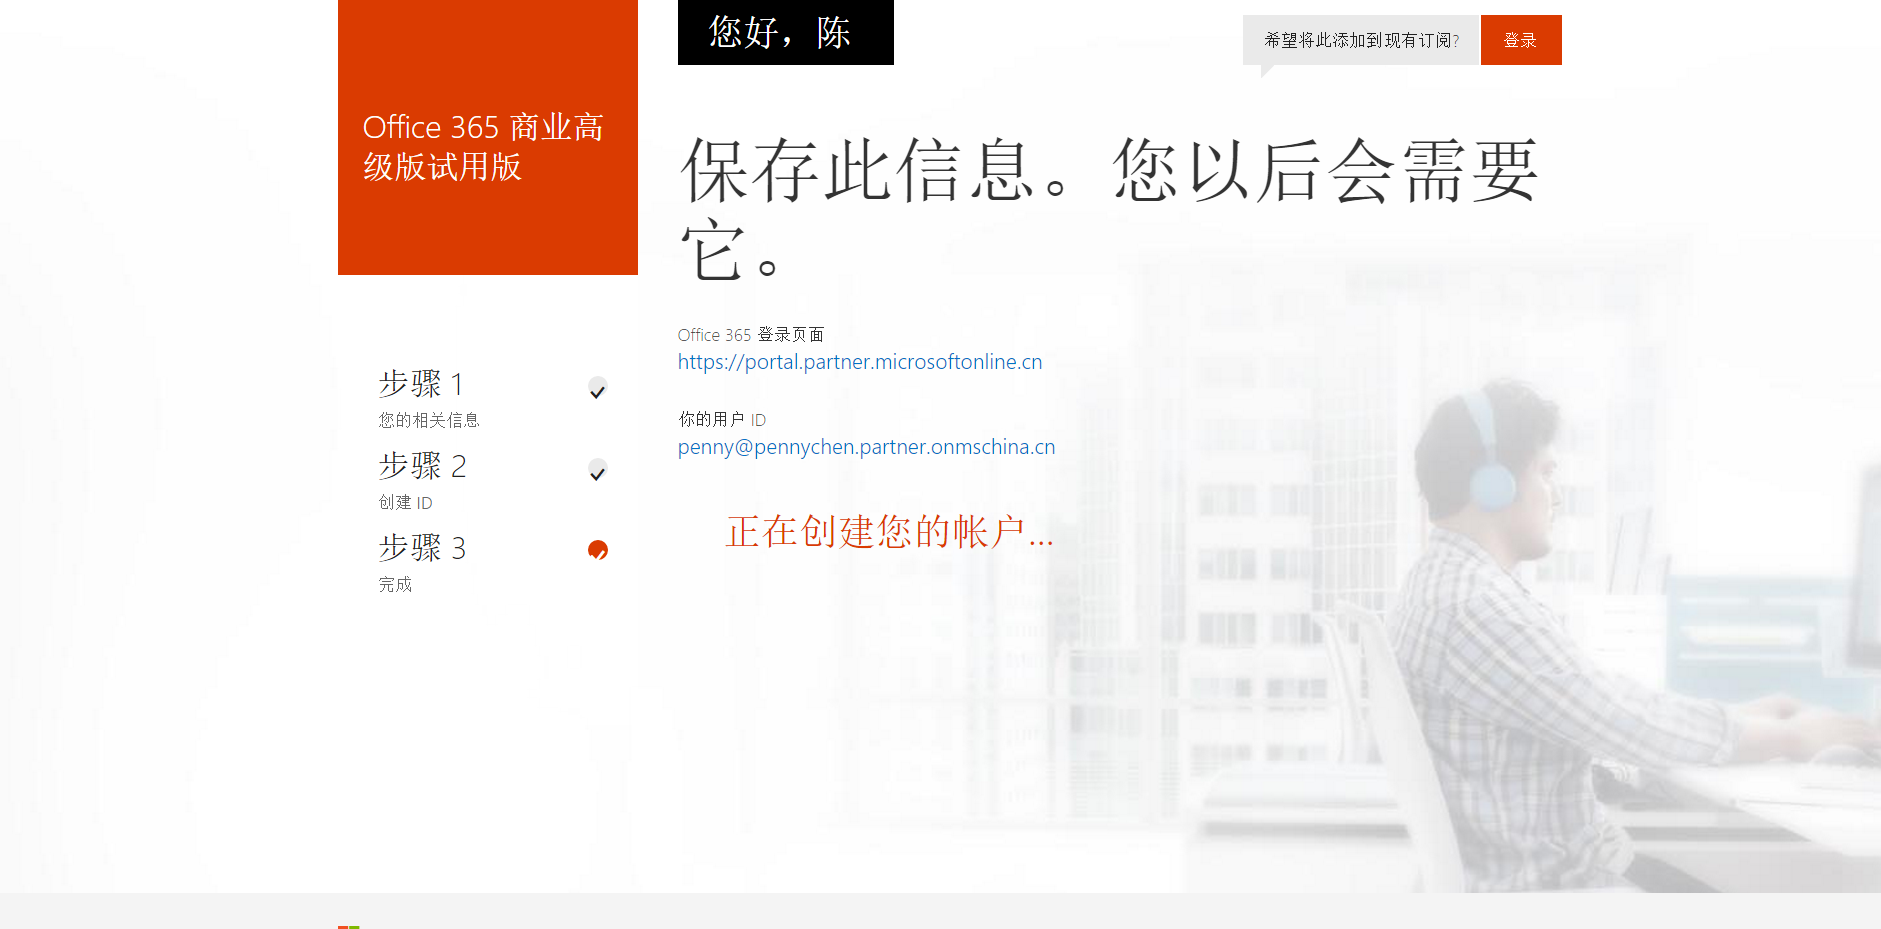 您好，陈
希望将此添加到现有订阅?
登录
Office 365 商业高
级版试用版
保存此信息。您以后会需要
它。
Office 365 登录页面
https://portal.partner.microsoftonline.cn
你的用户 ID
penny@pennychen.partner.onmschina.cn
正在创建您的帐户...
步骤 1
您的相关信息
步骤 2
创建 ID
步骤 3
完成